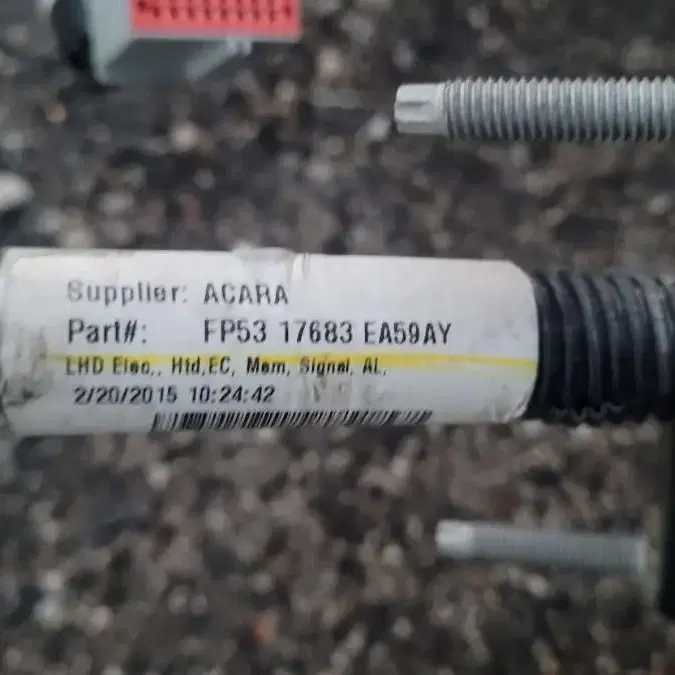 Supplier: ACARA
Part#: FP53 17683 EA59AY
LHD Elec., Htd,EC, Mem, Signal, AL,
2/20/2015 10:24:42